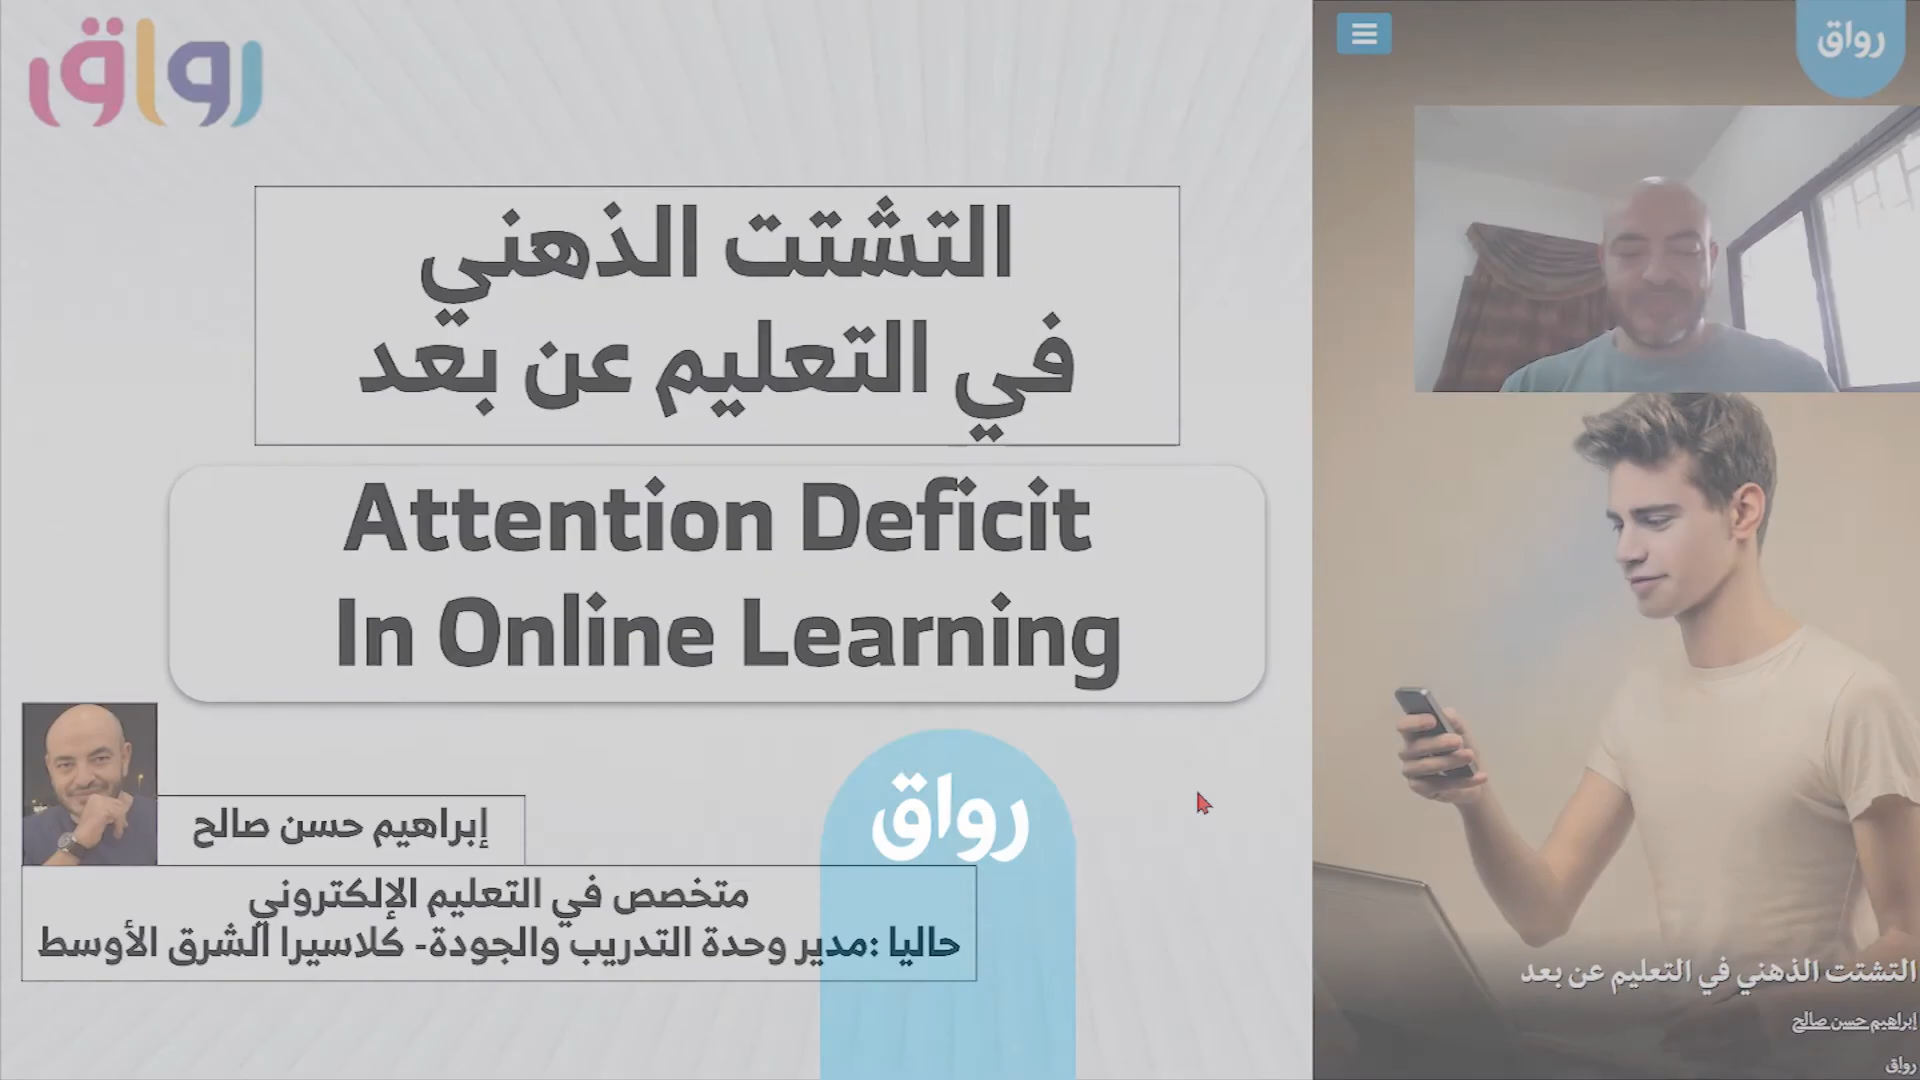 رواق
رواق
التشتت الذهني
في التعليم عن بعد
Attention Deficit
In Online Learning
رواق
إبراهيم حسن صالح
متخصص في التعليم الإلكتروني
حاليا :مدير وحدة التدريب والجودة- كلاسيرا الشرق الأوسط
التشتت الذهني في التعليم عن بعد
إبراهيم حسن صالح
رواق